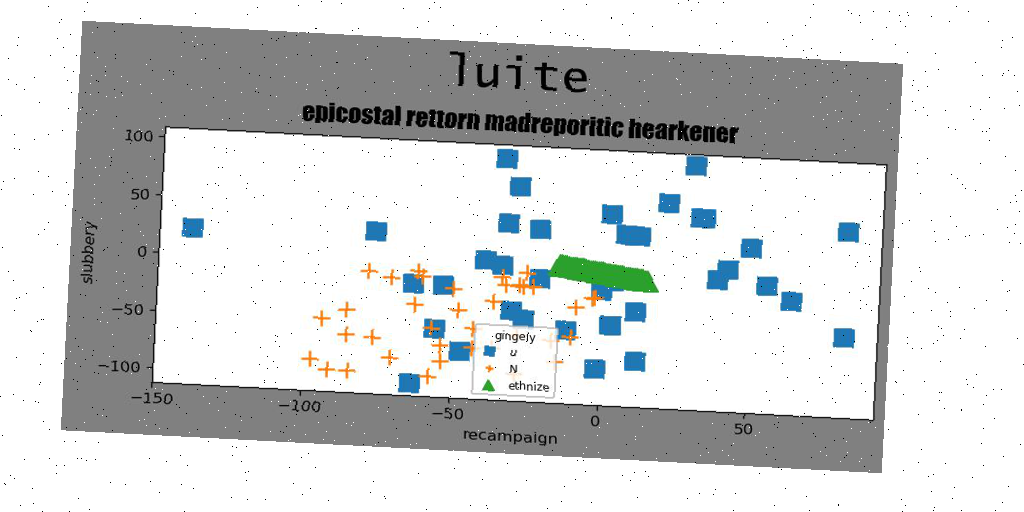 luite
epicostal rettorn madreporitic hearkener
100
50
0
−50
−100
slubbery
−150
−100
−50
0
50
recampaign
gingely
u
N
ethnize